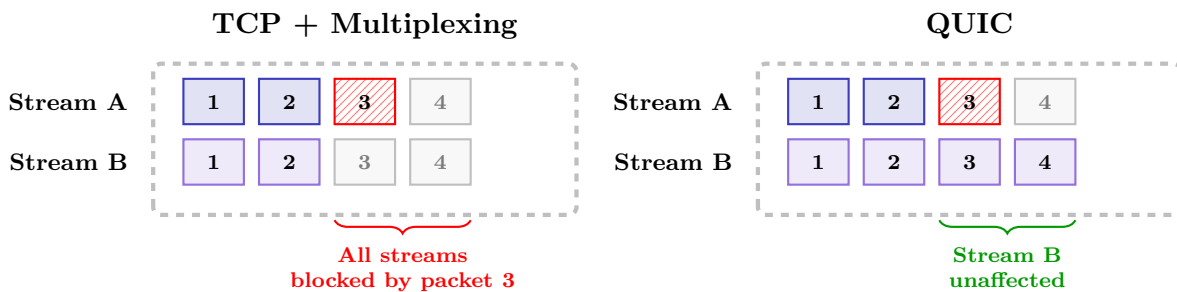 TCP + Multiplexing
Stream A 1 2 3 4
Stream B 1 2 3 4
All streams
blocked by packet 3
QUIC
Stream A 1 2 3 4
Stream B 1 2 3 4
Stream B
unaffected